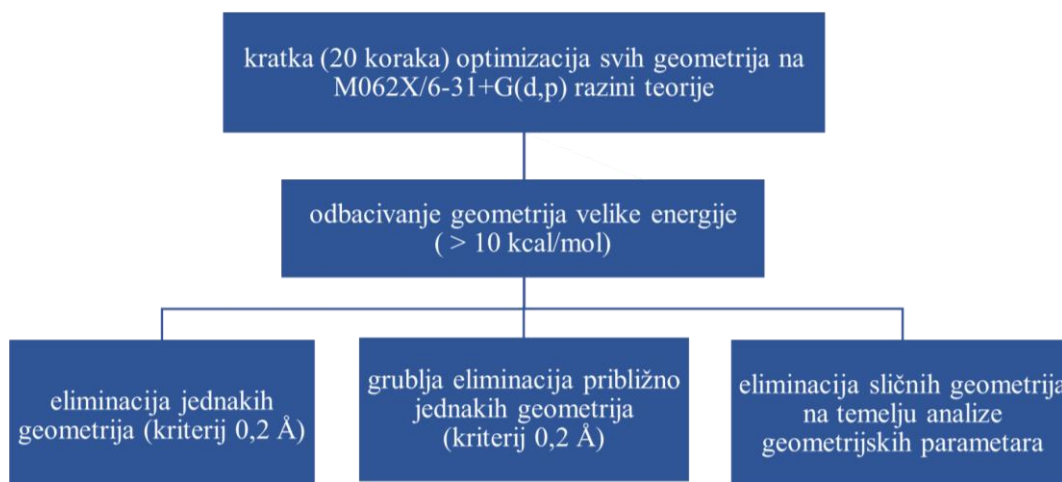 kratka (20 koraka) optimizacija svih geometrija na
M062X/6-31+G(d,p) razini teorije
odbacivanje geometrija velike energije
( > 10 kcal/mol)
eliminacija jednakih
geometrija (kriterij 0,2 Å)
grublja eliminacija približno
jednakih geometrija
(kriterij 0,2 Å)
eliminacija sličnih geometrija
na temelju analize
geometrijskih parametara